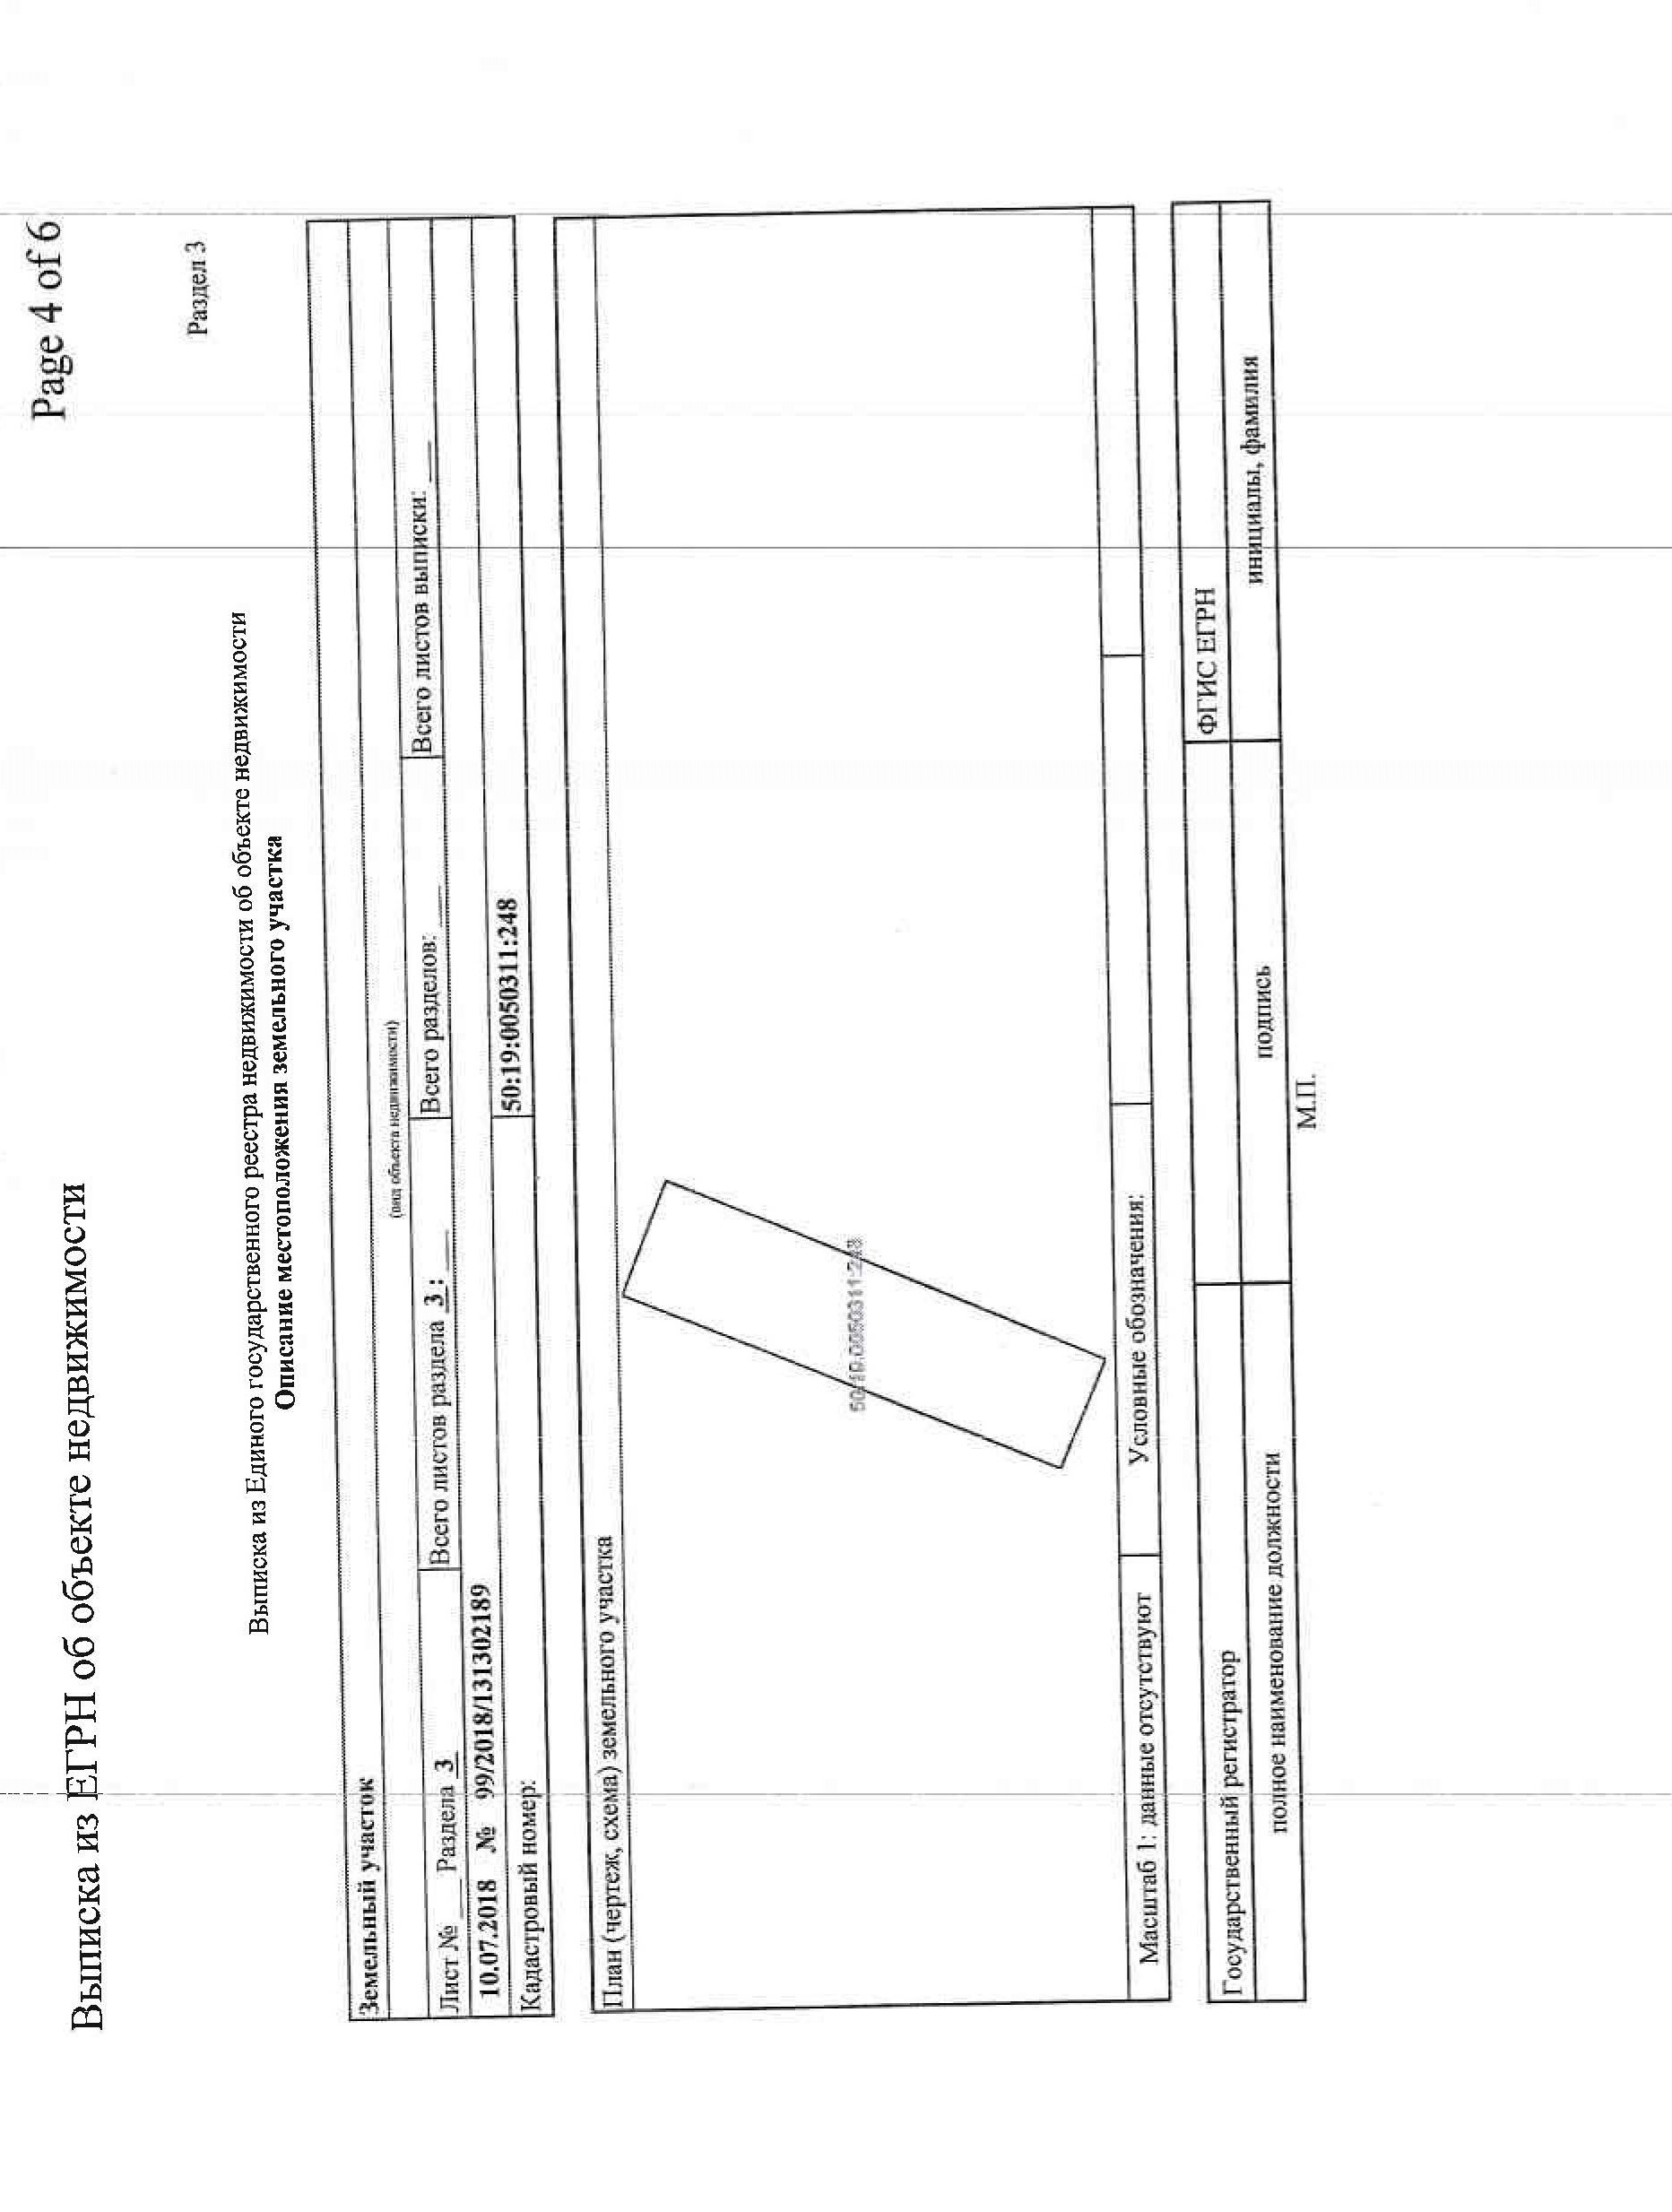 Выписка из ЕГРН об объекте недвижимости
Page 4 of 6
Раздел 3
Выписка из Единого государственного реестра недвижимости об объекте недвижимости
Описание местоположения земельного участка
Земельный участок
(вид объекта недвижимости)
Лист № ___ Раздела 3
Всего листов раздела 3 : ___
Всего разделов: ___
Всего листов выписки: ___
10.07.2018 № 99/2018/131302189
Кадастровый номер:
50:19:0050311:248
План (чертеж, схема) земельного участка
50:19:0050311:248
Масштаб 1: данные отсутствуют
Условные обозначения:
Государственный регистратор
ФГИС ЕГРН
полное наименование должности
подпись
инициалы, фамилия
М.П.